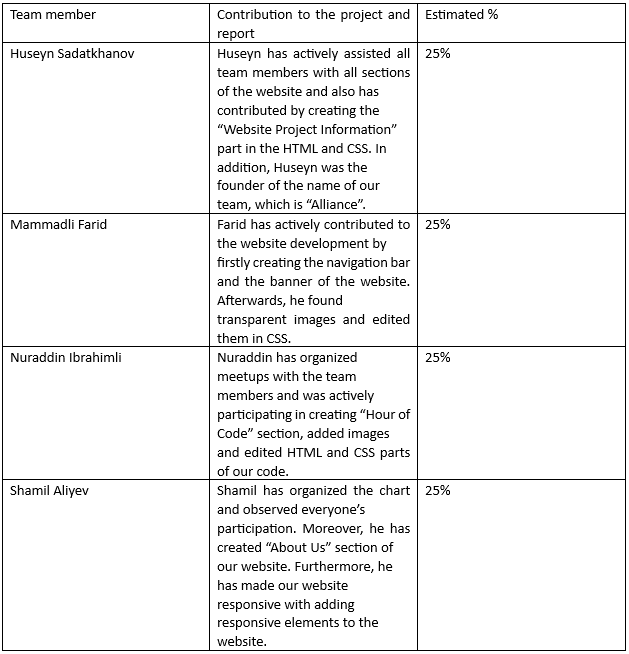 Team member
Contribution to the project and
report
Estimated %
Huseyn Sadatkhanov
Huseyn has actively assisted all
team members with all sections
of the website and also has
contributed by creating the
“Website Project Information”
part in the HTML and CSS. In
addition, Huseyn was the
founder of the name of our
team, which is “Alliance”.
25%
Mammadli Farid
Farid has actively contributed to
the website development by
firstly creating the navigation bar
and the banner of the website.
Afterwards, he found
transparent images and edited
them in CSS.
25%
Nuraddin Ibrahimli
Nuraddin has organized
meetups with the team
members and was actively
participating in creating “Hour of
Code” section, added images
and edited HTML and CSS parts
of our code.
25%
Shamil Aliyev
Shamil has organized the chart
and observed everyone’s
participation. Moreover, he has
created “About Us” section of
our website. Furthermore, he
has made our website
responsive with adding
responsive elements to the
website.
25%